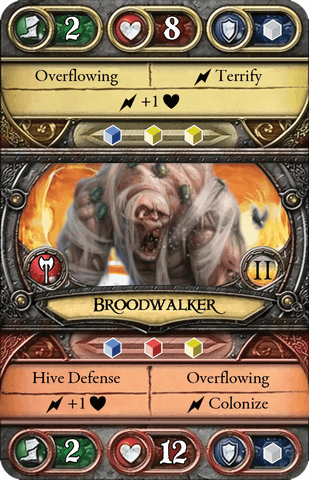 2 8
Overflowing Terrify
+1
BROODWALKER II
Hive Defense Overflowing
+1 Colonize
2 12